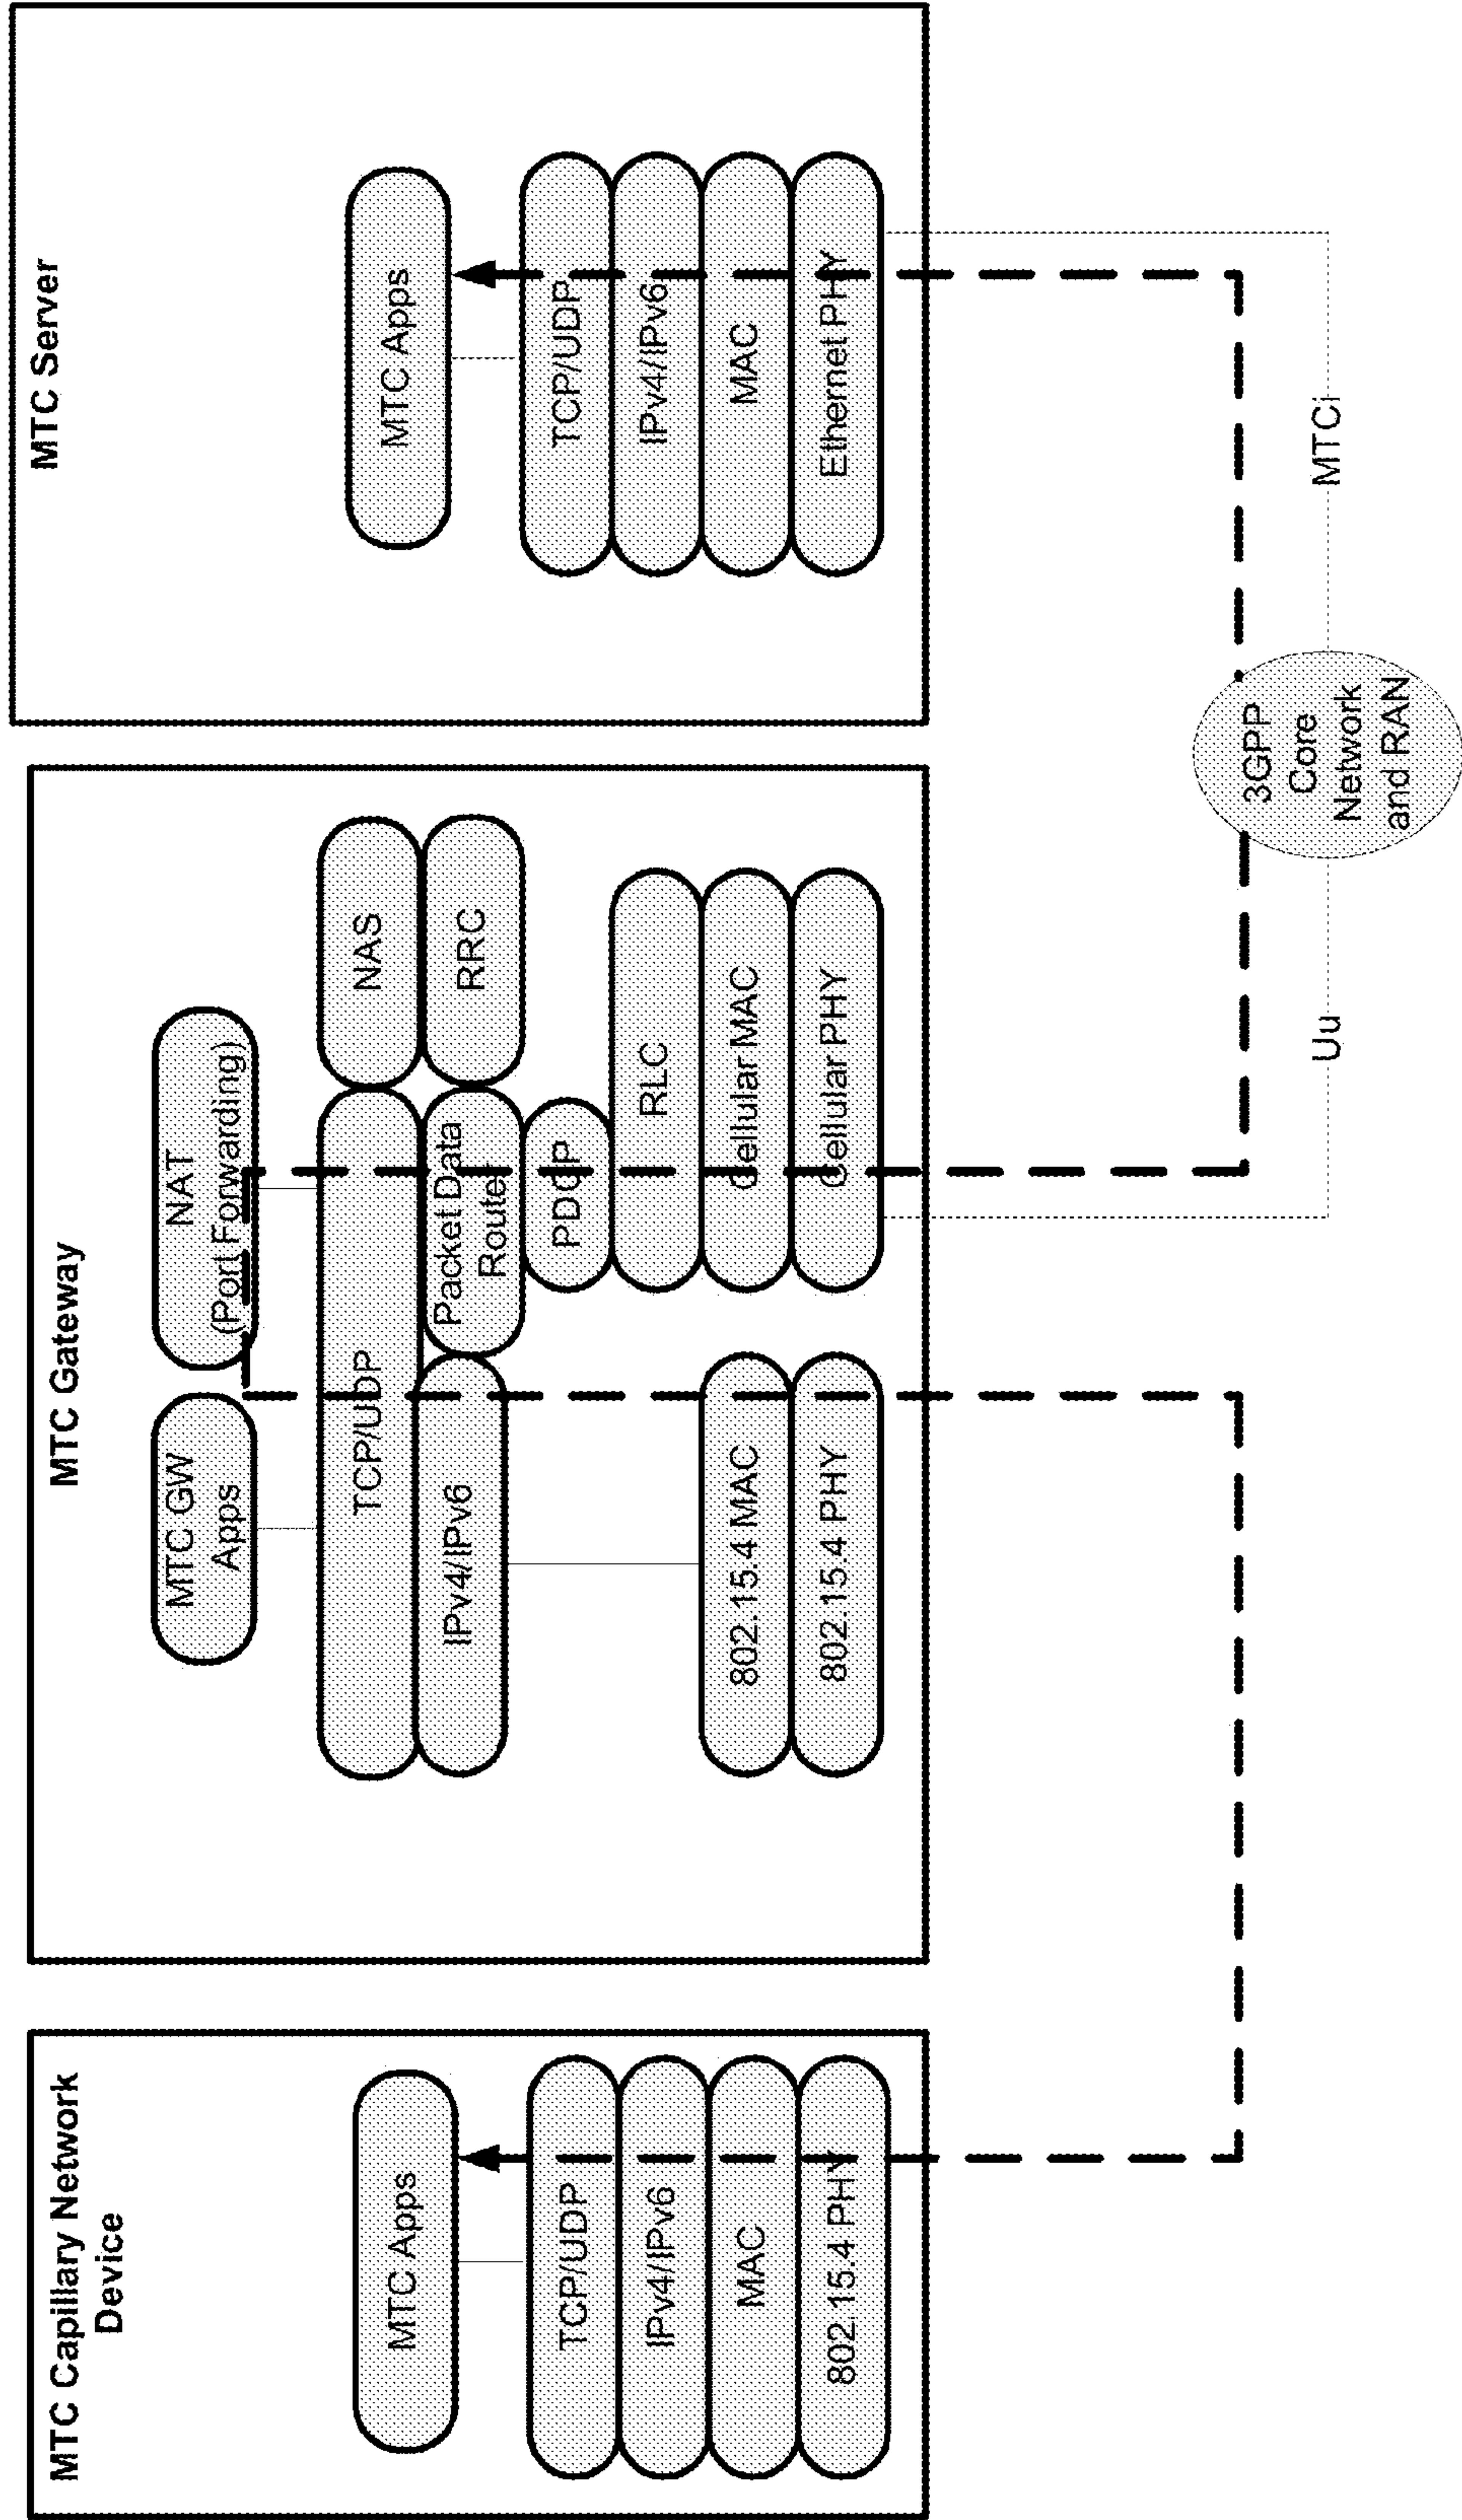 MTC Capillary Network
Device
MTC Apps
TCP/UDP
IPv4/IPv6
MAC
802.15.4 PHY
MTC Gateway
MTC GW
Apps
NAT
(Port Forwarding)
TCP/UDP
NAS
IPv4/IPv6
Packet Data
Router
RRC
PDCP
RLC
802.15.4 MAC
Cellular MAC
802.15.4 PHY
Cellular PHY
MTC Server
MTC Apps
TCP/UDP
IPv4/IPv6
MAC
Ethernet PHY
Uu
3GPP
Core
Network
and RAN
MTCi